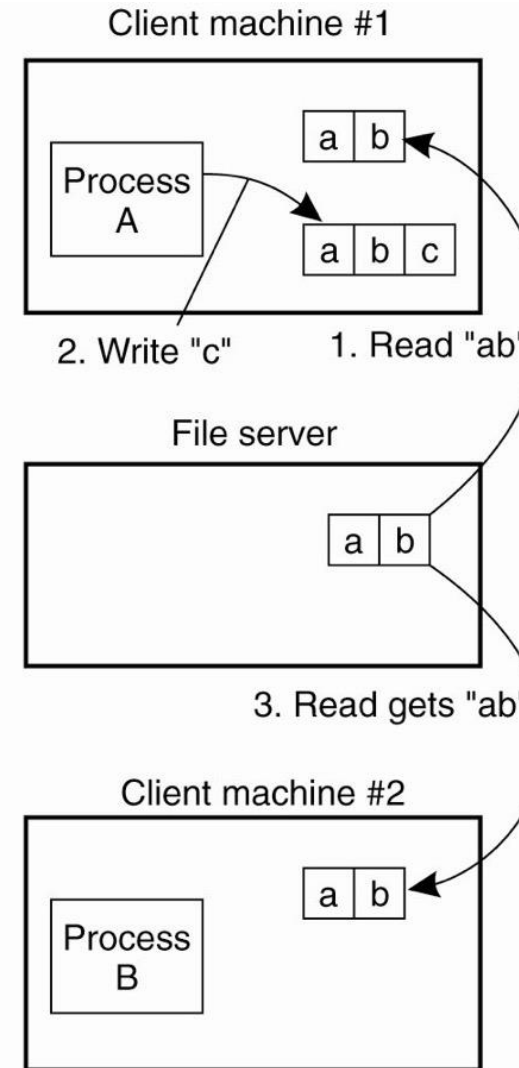 Client machine #1
a b
Process
A
a b c
2. Write "c"
1. Read "ab"
File server
a b
3. Read gets "ab"
Client machine #2
a b
Process
B